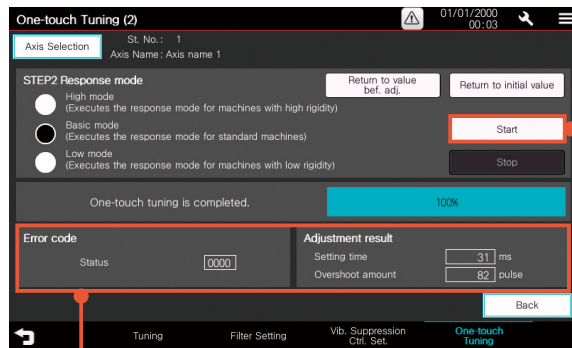 One-touch Tuning (2)
01/01/2000
00:03
Axis Selection
St. No.: 1
Axis Name: Axis name 1
STEP2 Response mode
Return to value
bef. adj.
Return to initial value
High mode
(Executes the response mode for machines with high rigidity)
Basic mode
(Executes the response mode for standard machines)
Start
Low mode
(Executes the response mode for machines with low rigidity)
Stop
One-touch tuning is completed.
100%
Error code
Status 0000
Adjustment result
Setting time 31 ms
Overshoot amount 82 pulse
Back
Tuning
Filter Setting
Vib. Suppression
Ctrl. Set.
One-touch
Tuning